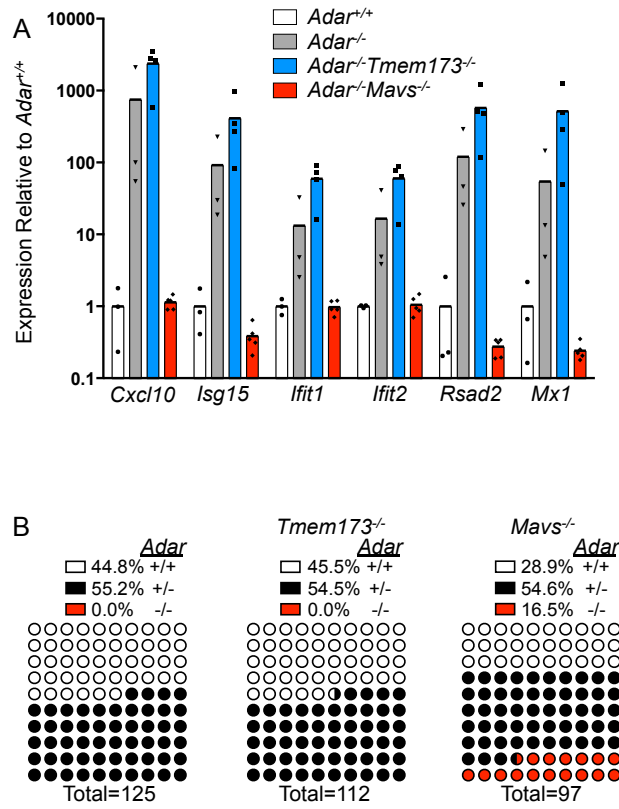 A
Adar+/+
Adar-/-
Adar-/-Tmem173-/-
Adar-/-Mavs-/-
Expression Relative to Adar+/+
10000
1000
100
10
1
0.1
Cxcl10 Isg15 Ifit1 Ifit2 Rsad2 Mx1
B
Adar
44.8% +/+
55.2% +/-
0.0% -/-
Total=125
Tmem173-/-
Adar
45.5% +/+
54.5% +/-
0.0% -/-
Total=112
Mavs-/-
Adar
28.9% +/+
54.6% +/-
16.5% -/-
Total=97